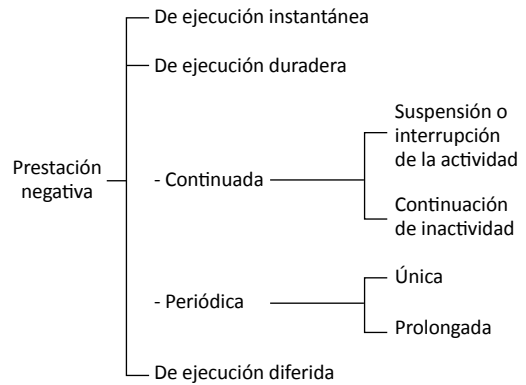 De ejecución instantánea
De ejecución duradera
Prestación
negativa
- Continuada
Suspensión o
interrupción
de la actividad
Continuación
de inactividad
- Periódica
Única
Prolongada
De ejecución diferida